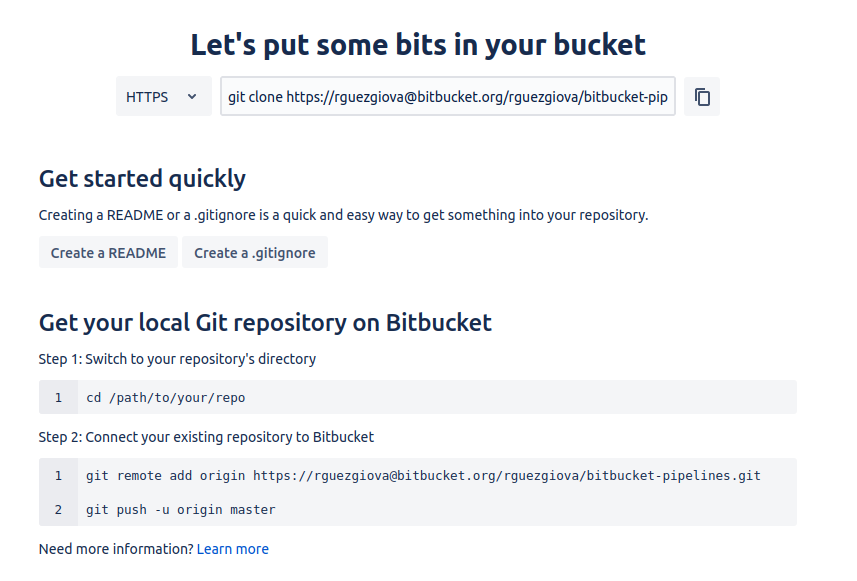 Let's put some bits in your bucket
HTTPS
git clone https://rguezgiova@bitbucket.org/rguezgiova/bitbucket-pip
Get started quickly
Creating a README or a .gitignore is a quick and easy way to get something into your repository.
Create a README
Create a .gitignore
Get your local Git repository on Bitbucket
Step 1: Switch to your repository's directory
1 cd /path/to/your/repo
Step 2: Connect your existing repository to Bitbucket
1 git remote add origin https://rguezgiova@bitbucket.org/rguezgiova/bitbucket-pipelines.git
2 git push -u origin master
Need more information? Learn more